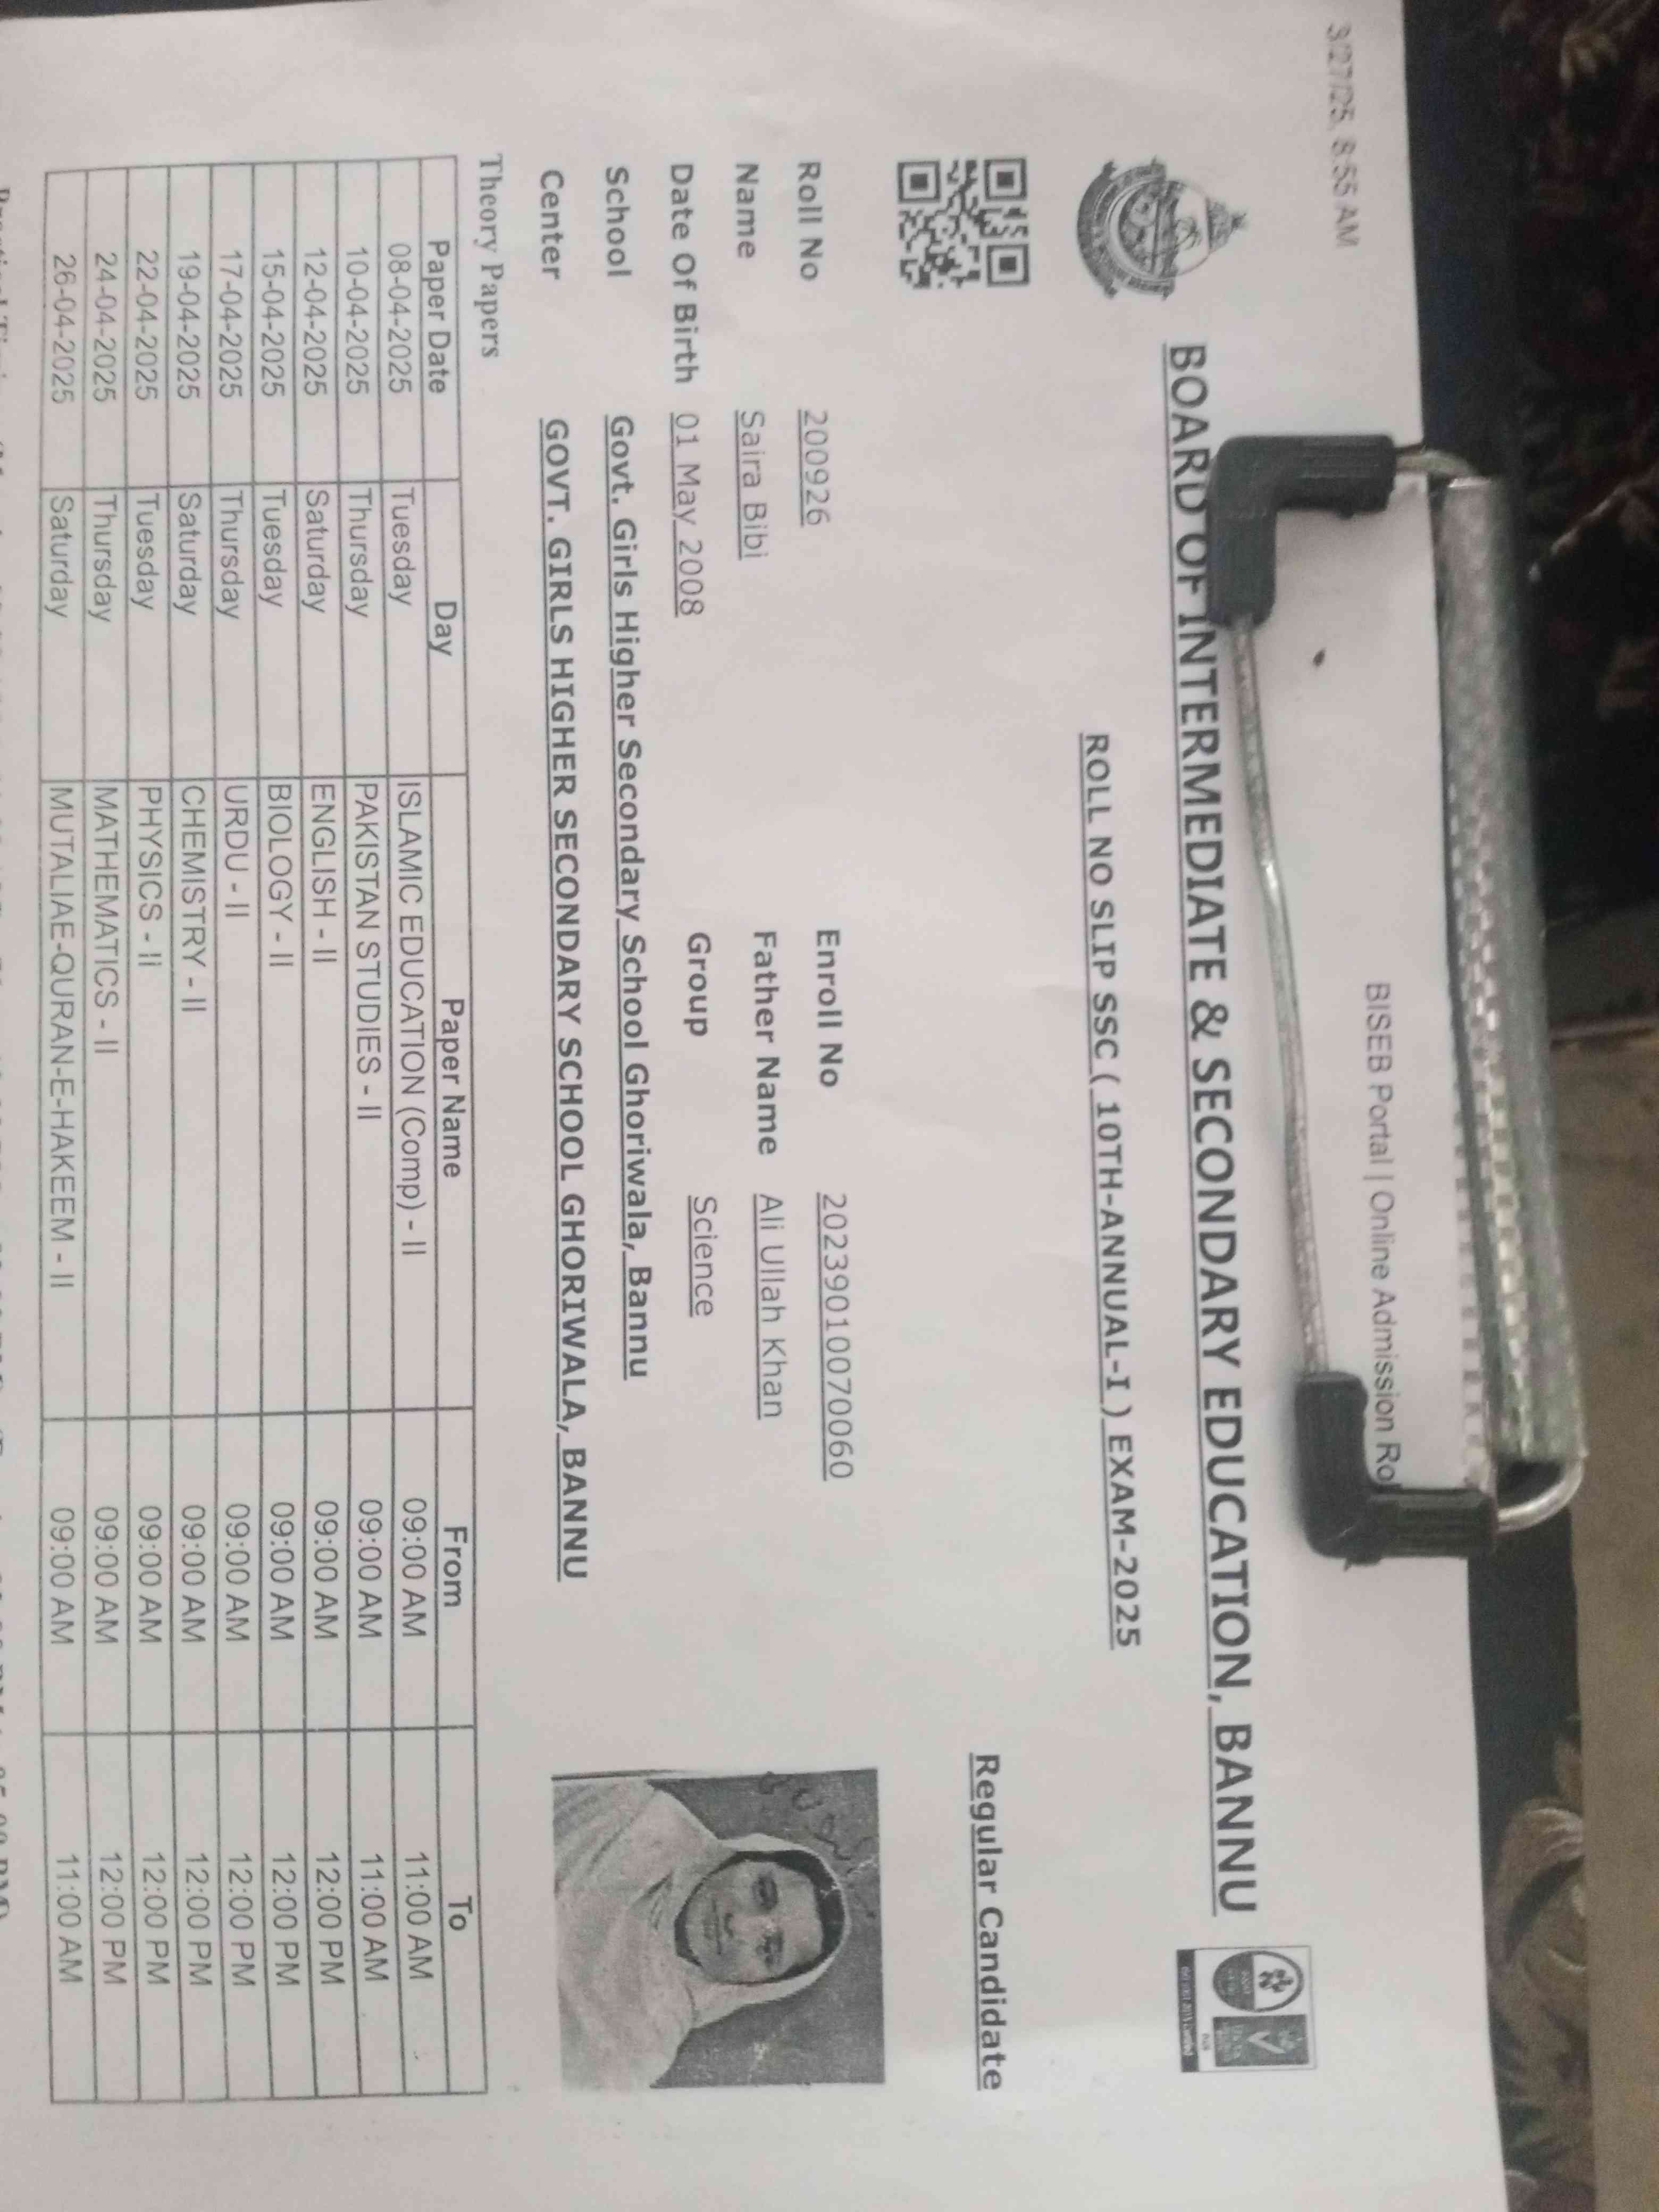 3/27/25, 8:55 AM
BISEB Portal | Online Admission Ro
BOARD OF INTERMEDIATE & SECONDARY EDUCATION, BANNU
ROLL NO SLIP SSC ( 10TH-ANNUAL-I ) EXAM-2025
Regular Candidate
Roll No 200926 Enroll No 20239010070060
Name Saira Bibi Father Name Ali Ullah Khan
Date Of Birth 01 May 2008 Group Science
School Govt. Girls Higher Secondary School Ghoriwala, Bannu
Center GOVT. GIRLS HIGHER SECONDARY SCHOOL GHORIWALA, BANNU
Theory Papers
Paper Date Day Paper Name From To
08-04-2025 Tuesday ISLAMIC EDUCATION (Comp) - II 09:00 AM 11:00 AM
10-04-2025 Thursday PAKISTAN STUDIES - II 09:00 AM 11:00 AM
12-04-2025 Saturday ENGLISH - II 09:00 AM 12:00 PM
15-04-2025 Tuesday BIOLOGY - II 09:00 AM 12:00 PM
17-04-2025 Thursday URDU - II 09:00 AM 12:00 PM
19-04-2025 Saturday CHEMISTRY - II 09:00 AM 12:00 PM
22-04-2025 Tuesday PHYSICS - II 09:00 AM 12:00 PM
24-04-2025 Thursday MATHEMATICS - II 09:00 AM 12:00 PM
26-04-2025 Saturday MUTALIAE-QURAN-E-HAKEEM - II 09:00 AM 11:00 AM